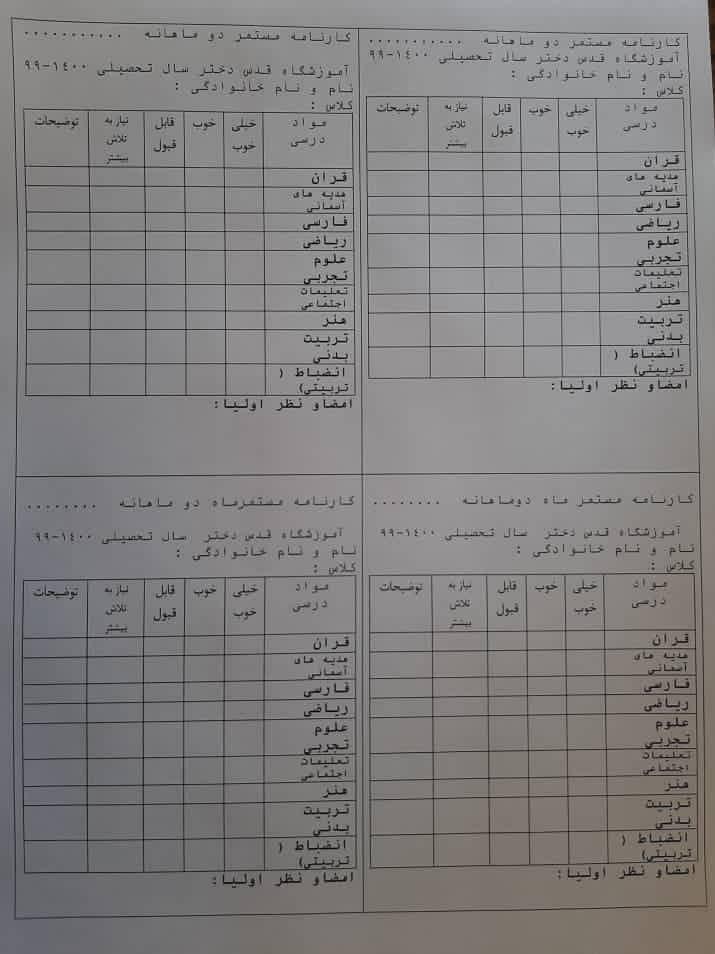 کارنامه مستمر دو ماهانه ...........
آموزشگاه قدس دختر سال تحصیلی ۱٤۰۰-۹۹
نام و نام خانوادگی :
کلاس :
مواد درسی خیلی خوب خوب قابل قبول نیاز به تلاش بیشتر توضیحات
قران
هدیه های
آسمانی
فارسی
ریاضی
علوم
تجربی
تعلیمات
اجتماعی
هنر
تربیت
بدنی
انضباط (
تربیتی)
امضاو نظر اولیا:
کارنامه مستمر دو ماهانه ...........
آموزشگاه قدس دختر سال تحصیلی ۱٤۰۰-۹۹
نام و نام خانوادگی :
کلاس :
مواد درسی خیلی خوب خوب قابل قبول نیاز به تلاش بیشتر توضیحات
قران
هدیه های
آسمانی
فارسی
ریاضی
علوم
تجربی
تعلیمات
اجتماعی
هنر
تربیت
بدنی
انضباط (
تربیتی)
امضاو نظر اولیا:
کارنامه مستمر ماه دوماهانه ........
آموزشگاه قدس دختر سال تحصیلی ۱٤۰۰-۹۹
نام و نام خانوادگی :
کلاس :
مواد درسی خیلی خوب خوب قابل قبول نیاز به تلاش بیشتر توضیحات
قران
هدیه های
آسمانی
فارسی
ریاضی
علوم
تجربی
تعلیمات
اجتماعی
هنر
تربیت
بدنی
انضباط (
تربیتی)
امضاو نظر اولیا:
کارنامه مستمرماه دو ماهانه ........
آموزشگاه قدس دختر سال تحصیلی ۱٤۰۰-۹۹
نام و نام خانوادگی :
کلاس :
مواد درسی خیلی خوب خوب قابل قبول نیاز به تلاش بیشتر توضیحات
قران
هدیه های
آسمانی
فارسی
ریاضی
علوم
تجربی
تعلیمات
اجتماعی
هنر
تربیت
بدنی
انضباط (
تربیتی)
امضاو نظر اولیا: